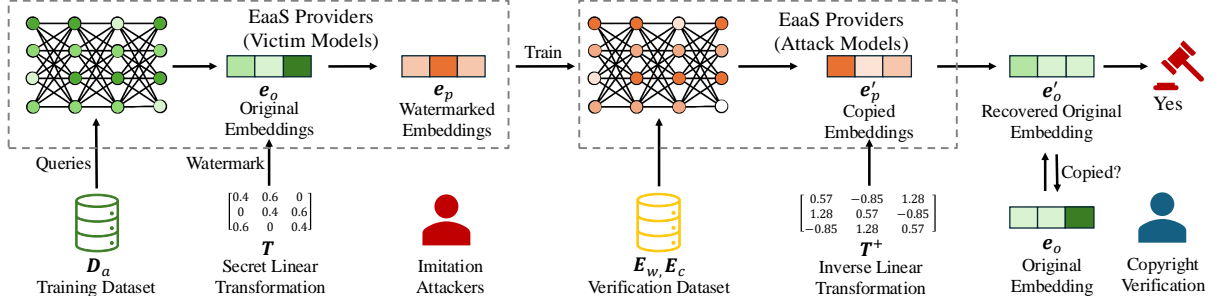 EaaS Providers
(Victim Models)
e_o
Original
Embeddings
e_p
Watermarked
Embeddings
Queries
Watermark
D_a
Training Dataset
[0.4 0.6 0
0 0.4 0.6
0.6 0 0.4]
T
Secret Linear
Transformation
Imitation
Attackers
Train
EaaS Providers
(Attack Models)
e'_p
Copied
Embeddings
E_w, E_c
Verification Dataset
[0.57 −0.85 1.28
1.28 0.57 −0.85
−0.85 1.28 0.57]
T^+
Inverse Linear
Transformation
e'_o
Recovered Original
Embedding
Yes
Copied?
e_o
Original
Embedding
Copyright
Verification